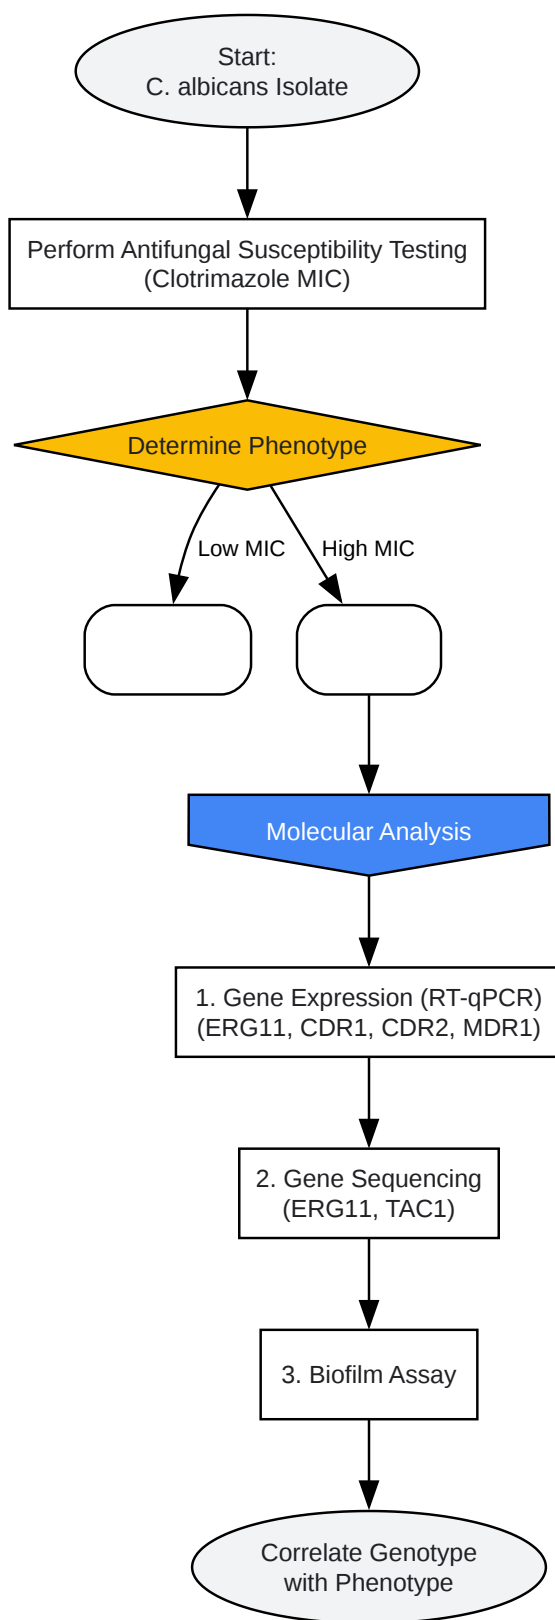 Start:
C. albicans Isolate
Perform Antifungal Susceptibility Testing
(Clotrimazole MIC)
Determine Phenotype
Low MIC
High MIC
Molecular Analysis
1. Gene Expression (RT-qPCR)
(ERG11, CDR1, CDR2, MDR1)
2. Gene Sequencing
(ERG11, TAC1)
3. Biofilm Assay
Correlate Genotype
with Phenotype